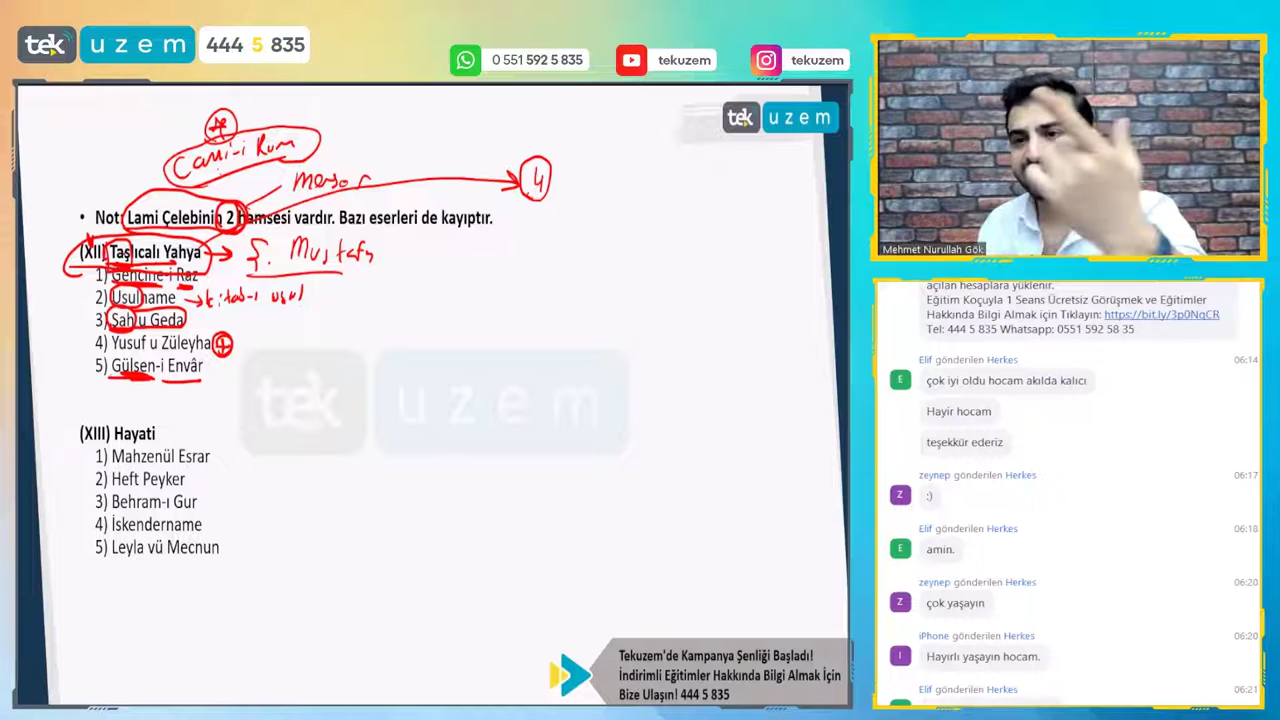 tek uzem 444 5 835
0 551 592 5 835
tekuzem
tekuzem
tek uzem
Cami-i Rum
4
• Not: Lami Çelebinin 2 hamsesi vardır. Bazı eserleri de kayıptır.
(XII) Taşlıcalı Yahya
Ş. Mustafa
1) Gencine-i Raz
2) Usulname
kitab-ı usul
3) Şah u Geda
4) Yusuf u Züleyha
5) Gülşen-i Envâr
tek uzem
(XIII) Hayati
1) Mahzenül Esrar
2) Heft Peyker
3) Behram-ı Gur
4) İskendername
5) Leyla vü Mecnun
Tekuzem'de Kampanya Şenliği Başladı!
İndirimli Eğitimler Hakkında Bilgi Almak İçin
Bize Ulaşın! 444 5 835
Mehmet Nurullah Gök
açılan hesaplara yüklenir.
Eğitim Koçuyla 1 Seans Ücretsiz Görüşmek ve Eğitimler
Hakkında Bilgi Almak için Tıklayın: https://bit.ly/3p0NqCR
Tel: 444 5 835 Whatsapp: 0551 592 58 35
Elif gönderilen Herkes 06:14
E çok iyi oldu hocam akılda kalıcı
Hayir hocam
teşekkür ederiz
zeynep gönderilen Herkes 06:17
Z :)
Elif gönderilen Herkes 06:18
E amin.
zeynep gönderilen Herkes 06:20
Z çok yaşayın
iPhone gönderilen Herkes 06:20
I Hayırlı yaşayın hocam.
Elif gönderilen Herkes 06:21